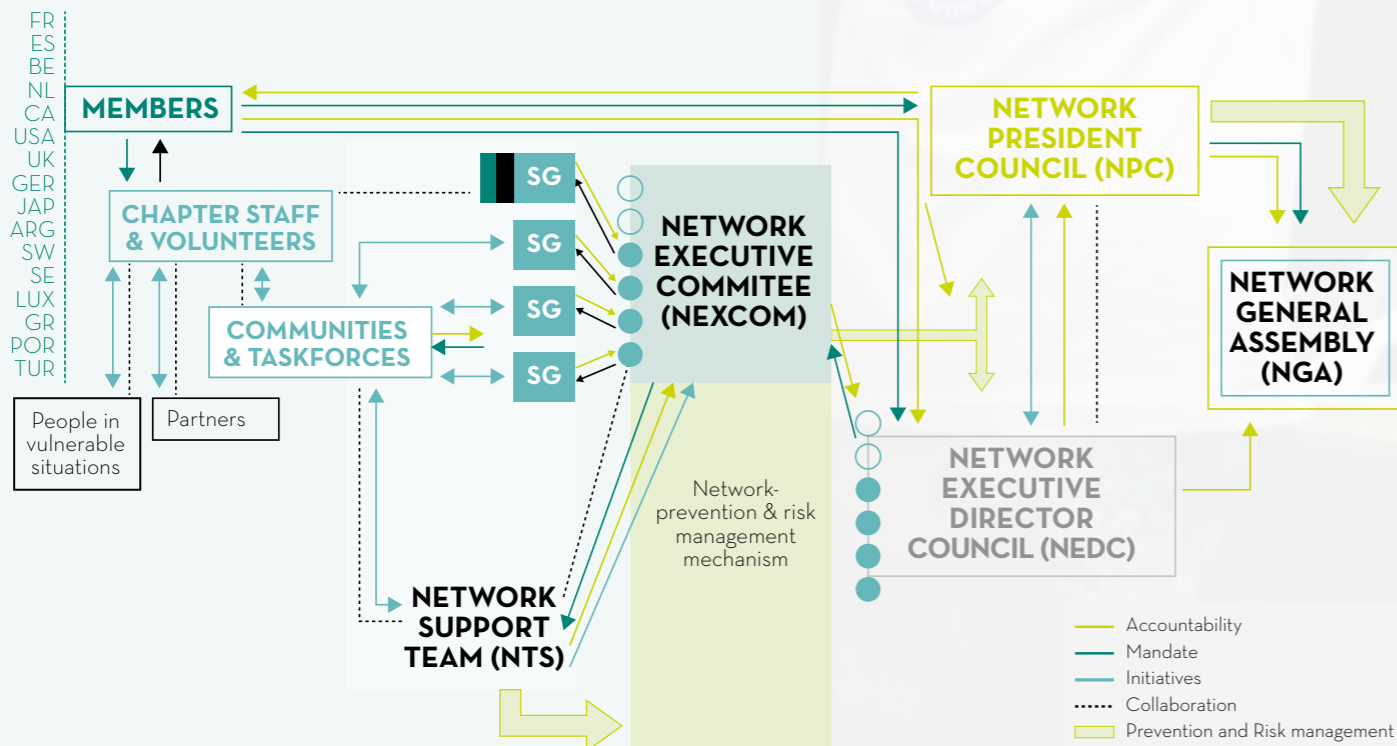 FR
ES
BE
NL
CA
USA
UK
GER
JAP
ARG
SW
SE
LUX
GR
POR
TUR
MEMBERS
CHAPTER STAFF
& VOLUNTEERS
COMMUNITIES
& TASKFORCES
People in
vulnerable
situations
Partners
SG
SG
SG
SG
NETWORK
EXECUTIVE
COMMITEE
(NEXCOM)
Network-
prevention & risk
management
mechanism
NETWORK
SUPPORT
TEAM (NTS)
NETWORK
PRESIDENT
COUNCIL (NPC)
NETWORK
GENERAL
ASSEMBLY
(NGA)
NETWORK
EXECUTIVE
DIRECTOR
COUNCIL (NEDC)
Accountability
Mandate
Initiatives
Collaboration
Prevention and Risk management